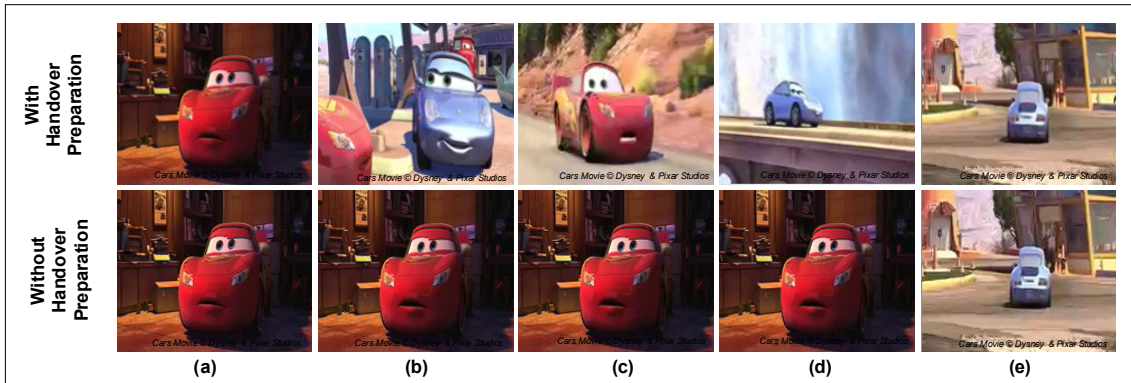 With
Handover
Preparation
Cars Movie © Dysney & Pixar Studios
Cars Movie © Dysney & Pixar Studios
Cars Movie © Dysney & Pixar Studios
Cars Movie © Dysney & Pixar Studios
Cars Movie © Dysney & Pixar Studios
Without
Handover
Preparation
Cars Movie © Dysney & Pixar Studios
Cars Movie © Dysney & Pixar Studios
Cars Movie © Dysney & Pixar Studios
Cars Movie © Dysney & Pixar Studios
Cars Movie © Dysney & Pixar Studios
(a) (b) (c) (d) (e)